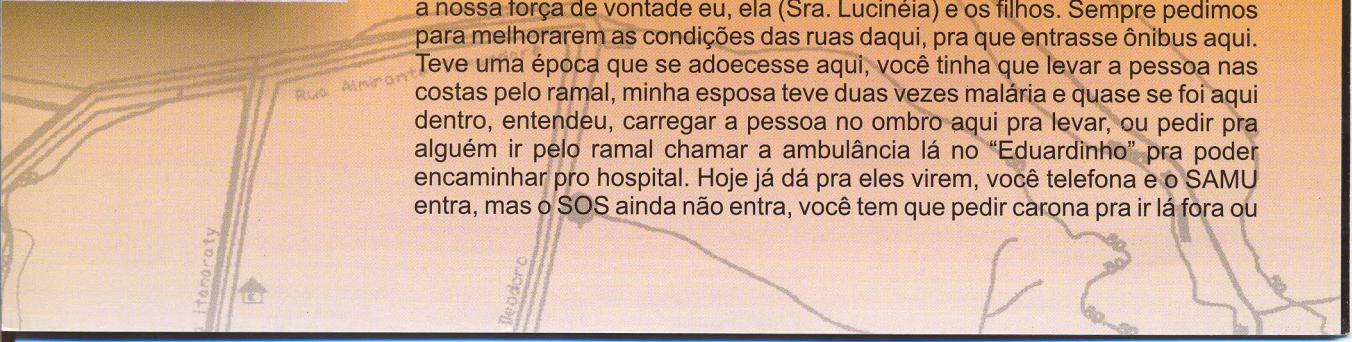 a nossa força de vontade eu, ela (Sra. Lucinéia) e os filhos. Sempre pedimos
para melhorarem as condições das ruas daqui, pra que entrasse ônibus aqui.
Teve uma época que se adoecesse aqui, você tinha que levar a pessoa nas
costas pelo ramal, minha esposa teve duas vezes malária e quase se foi aqui
dentro, entendeu, carregar a pessoa no ombro aqui pra levar, ou pedir pra
alguém ir pelo ramal chamar a ambulância lá no “Eduardinho” pra poder
encaminhar pro hospital. Hoje já dá pra eles virem, você telefona e o SAMU
entra, mas o SOS ainda não entra, você tem que pedir carona pra ir lá fora ou
Rua Almirante
Itamaraty
Deodoro